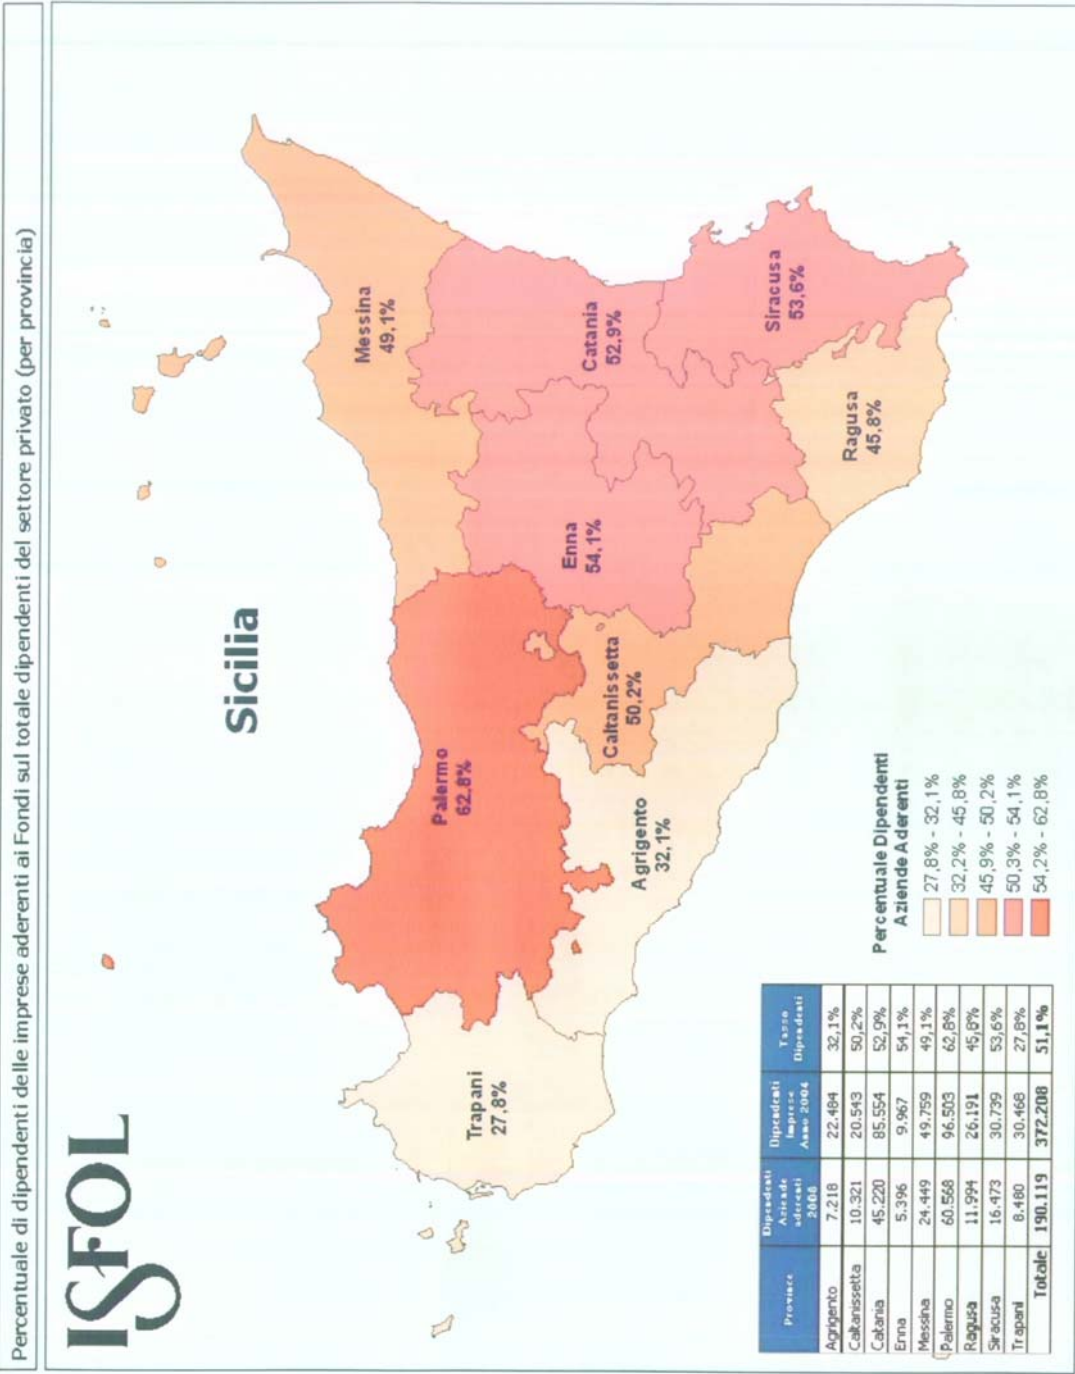 Percentuale di dipendenti delle imprese aderenti ai Fondi sul totale dipendenti del settore privato (per provincia)
ISFOL
Sicilia
Messina
49,1%
Palermo
62,8%
Trapani
27,8%
Catania
52,9%
Enna
54,1%
Caltanissetta
50,2%
Agrigento
32,1%
Siracusa
53,6%
Ragusa
45,8%
Province Dipendenti Aziende aderenti 2008 Dipendenti Imprese Anno 2004 Tasso Dipendenti
Agrigento 7.218 22.484 32,1%
Caltanissetta 10.321 20.543 50,2%
Catania 45.220 85.554 52,9%
Enna 5.396 9.967 54,1%
Messina 24.449 49.759 49,1%
Palermo 60.568 96.503 62,8%
Ragusa 11.994 26.191 45,8%
Siracusa 16.473 30.739 53,6%
Trapani 8.480 30.468 27,8%
Totale 190.119 372.208 51,1%
Percentuale Dipendenti
Aziende Aderenti
27,8% - 32,1%
32,2% - 45,8%
45,9% - 50,2%
50,3% - 54,1%
54,2% - 62,8%